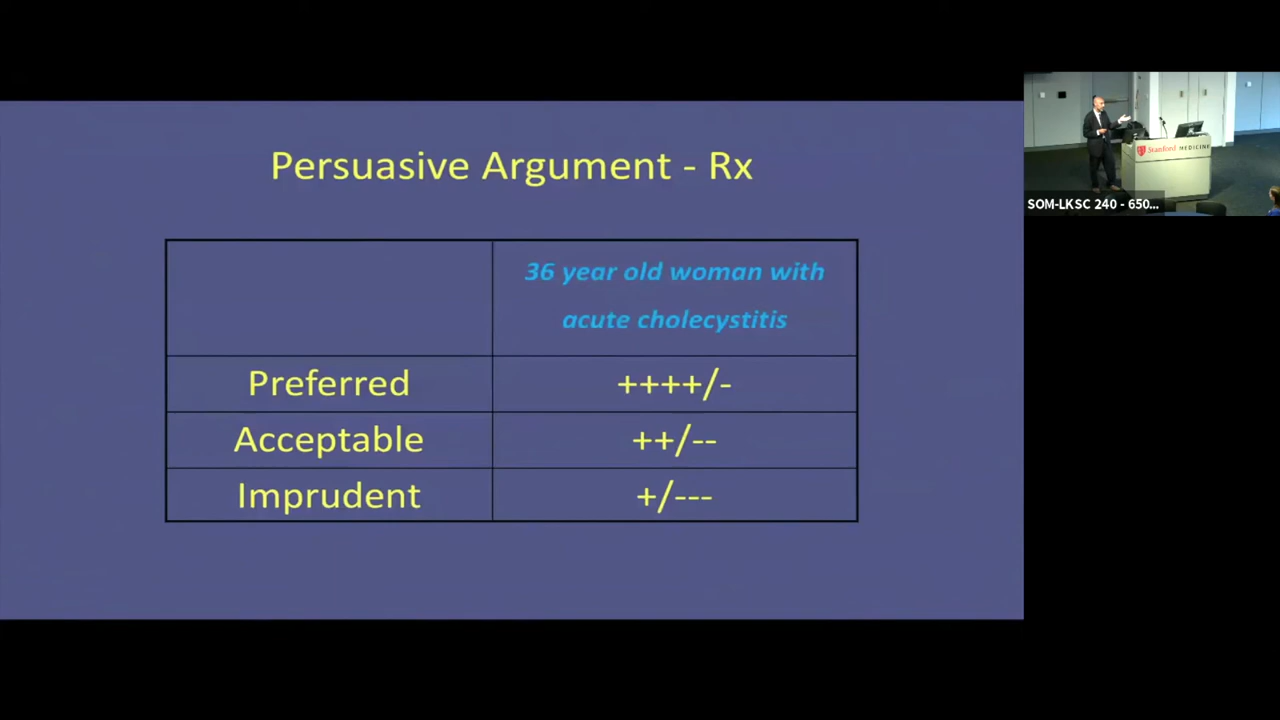 Persuasive Argument - Rx
36 year old woman with
acute cholecystitis
Preferred
++++/-
Acceptable
++/--
Imprudent
+/---
Stanford MEDICINE
SOM-LKSC 240 - 650...